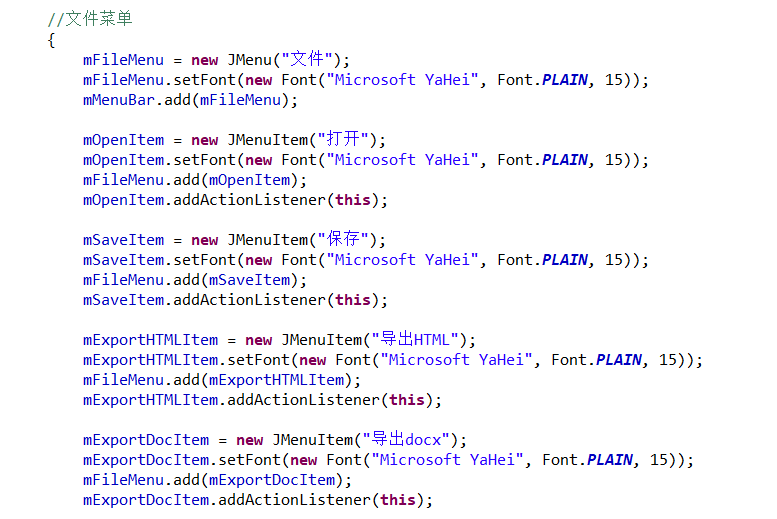 //文件菜单
{
mFileMenu = new JMenu("文件");
mFileMenu.setFont(new Font("Microsoft YaHei", Font.PLAIN, 15));
mMenuBar.add(mFileMenu);
mOpenItem = new JMenuItem("打开");
mOpenItem.setFont(new Font("Microsoft YaHei", Font.PLAIN, 15));
mFileMenu.add(mOpenItem);
mOpenItem.addActionListener(this);
mSaveItem = new JMenuItem("保存");
mSaveItem.setFont(new Font("Microsoft YaHei", Font.PLAIN, 15));
mFileMenu.add(mSaveItem);
mSaveItem.addActionListener(this);
mExportHTMLItem = new JMenuItem("导出HTML");
mExportHTMLItem.setFont(new Font("Microsoft YaHei", Font.PLAIN, 15));
mFileMenu.add(mExportHTMLItem);
mExportHTMLItem.addActionListener(this);
mExportDocItem = new JMenuItem("导出docx");
mExportDocItem.setFont(new Font("Microsoft YaHei", Font.PLAIN, 15));
mFileMenu.add(mExportDocItem);
mExportDocItem.addActionListener(this);